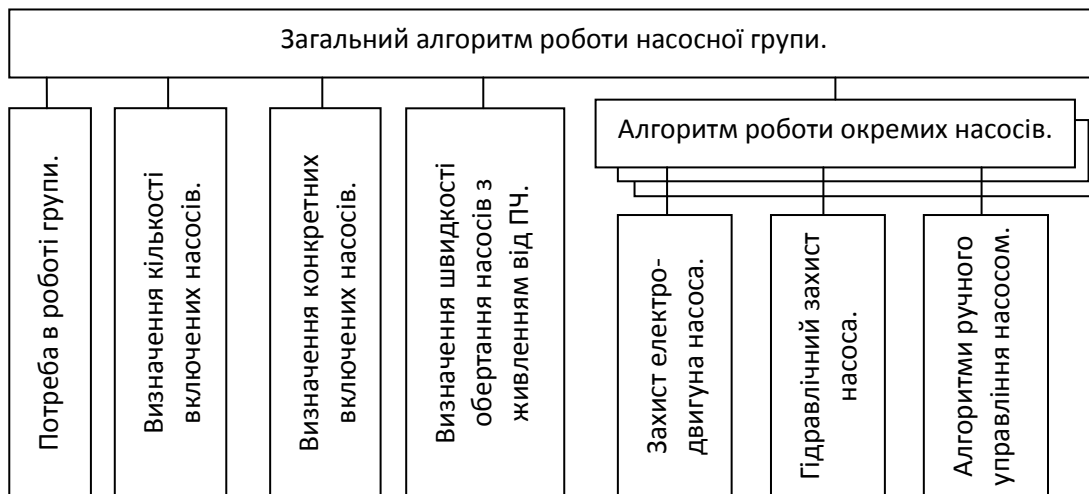 Загальний алгоритм роботи насосної групи.
Потреба в роботі групи.
Визначення кількості
включених насосів.
Визначення конкретних
включених насосів.
Визначення швидкості
обертання насосів з
живленням від ПЧ.
Алгоритм роботи окремих насосів.
Захист електро-
двигуна насоса.
Гідравлічний захист
насоса.
Алгоритми ручного
управління насосом.